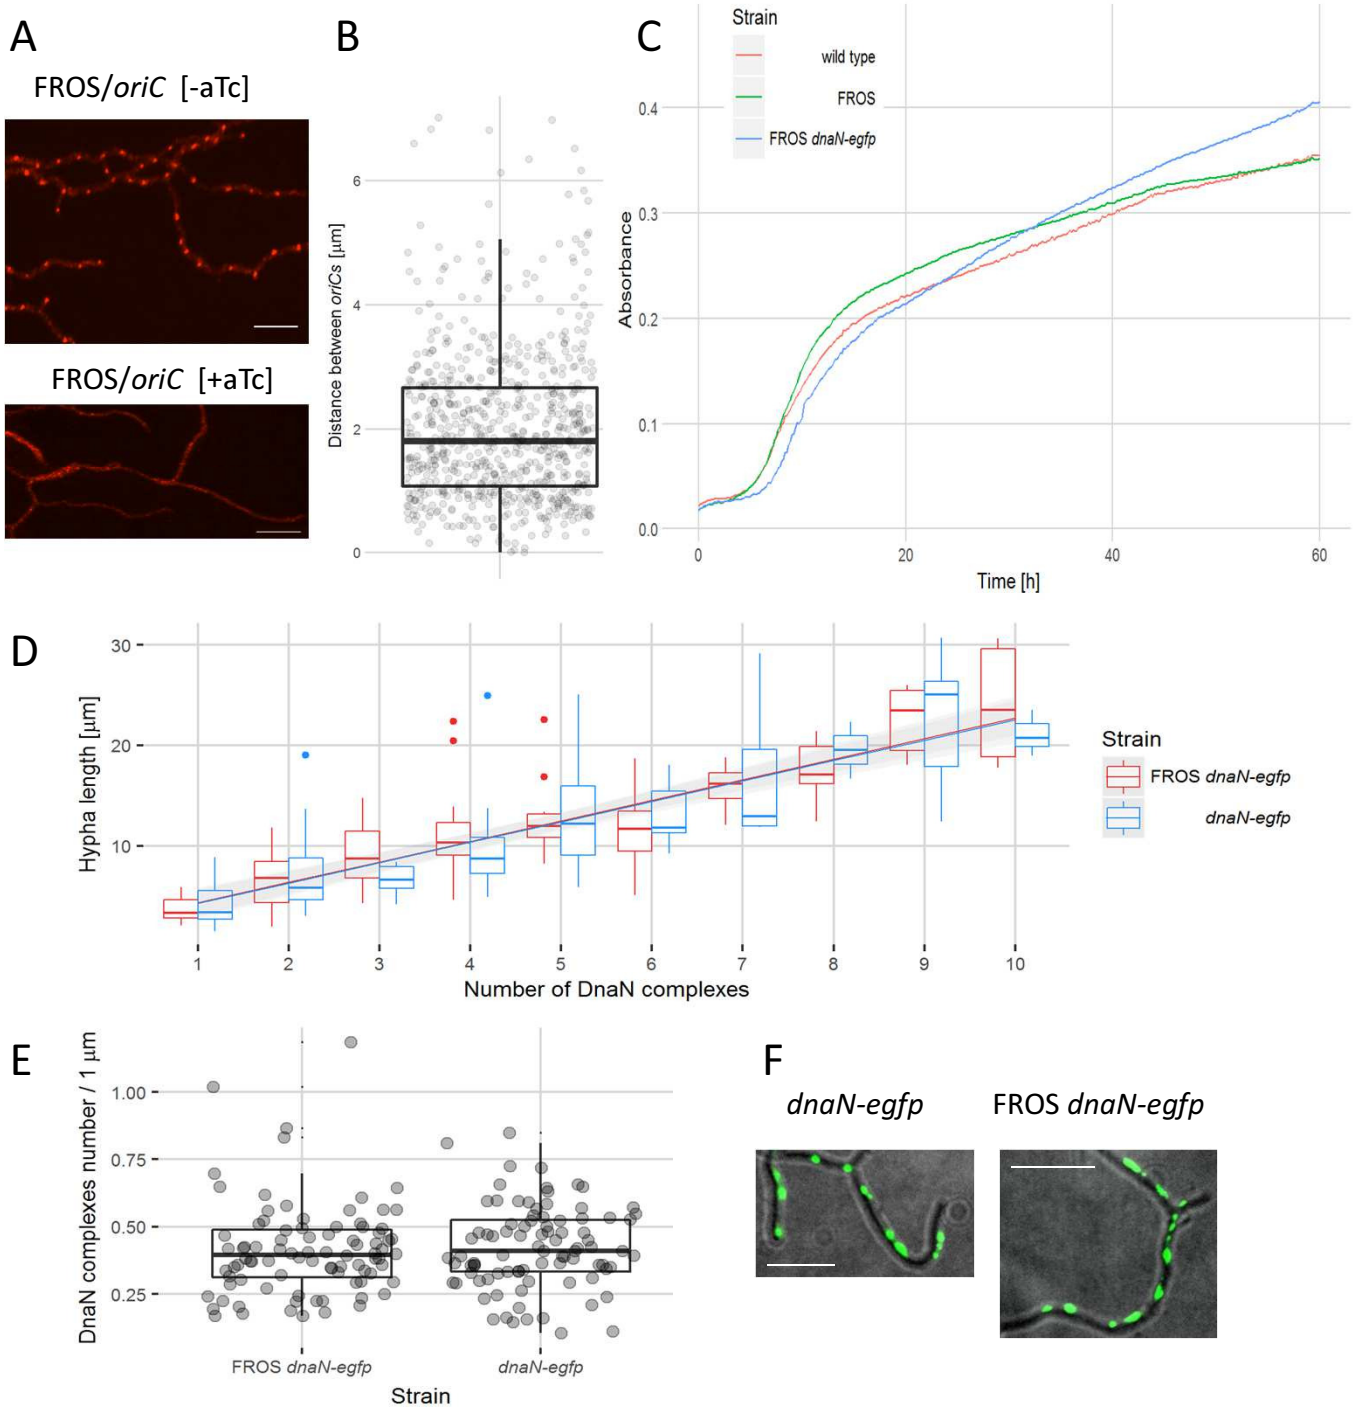 A
FROS/oriC [-aTc]
FROS/oriC [+aTc]
B
Distance between oriCs [µm]
6
4
2
0
C
Strain
wild type
FROS
FROS dnaN-egfp
Absorbance
0.4
0.3
0.2
0.1
0.0
0 20 40 60
Time [h]
D
Hypha length [µm]
30
20
10
1 2 3 4 5 6 7 8 9 10
Number of DnaN complexes
Strain
FROS dnaN-egfp
dnaN-egfp
E
DnaN complexes number / 1 µm
1.00
0.75
0.50
0.25
FROS dnaN-egfp dnaN-egfp
Strain
F
dnaN-egfp FROS dnaN-egfp